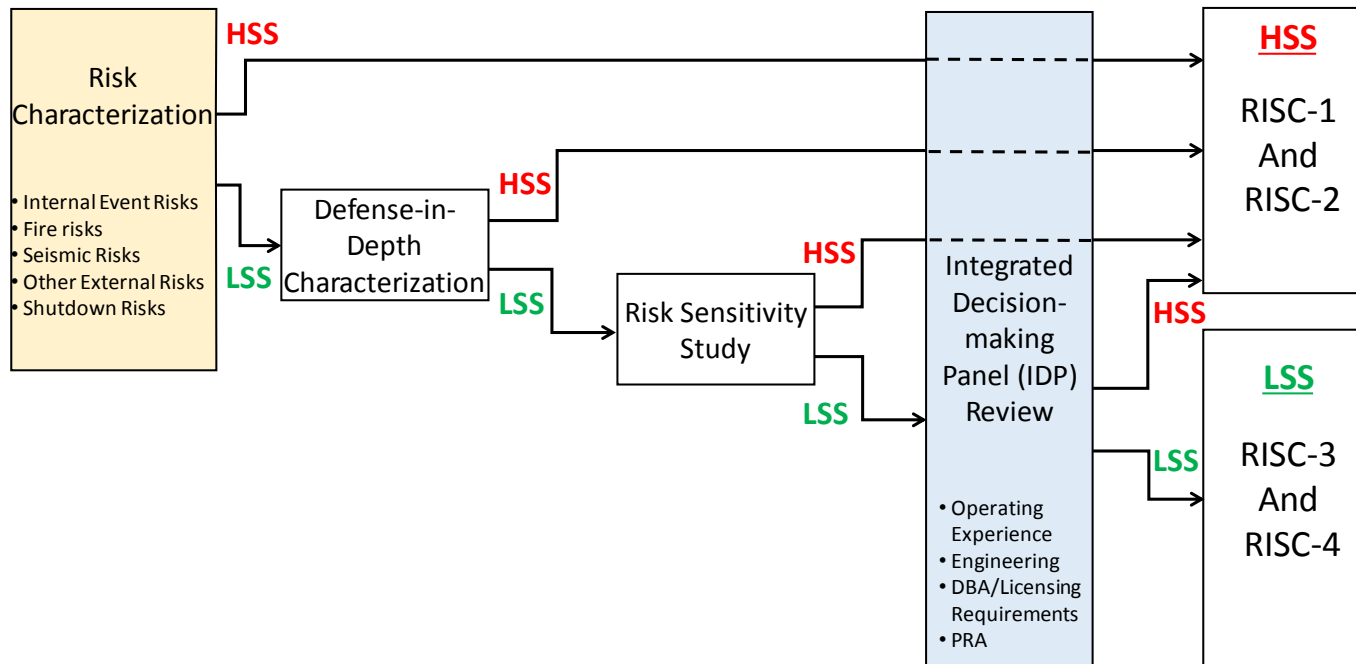 HSS
Risk
Characterization
• Internal Event Risks
• Fire risks
• Seismic Risks
• Other External Risks
• Shutdown Risks
LSS
Defense-in-
Depth
Characterization
HSS
LSS
Risk Sensitivity
Study
HSS
LSS
Integrated
Decision-
making
Panel (IDP)
Review
• Operating
Experience
• Engineering
• DBA/Licensing
Requirements
• PRA
HSS
LSS
HSS
RISC-1
And
RISC-2
LSS
RISC-3
And
RISC-4